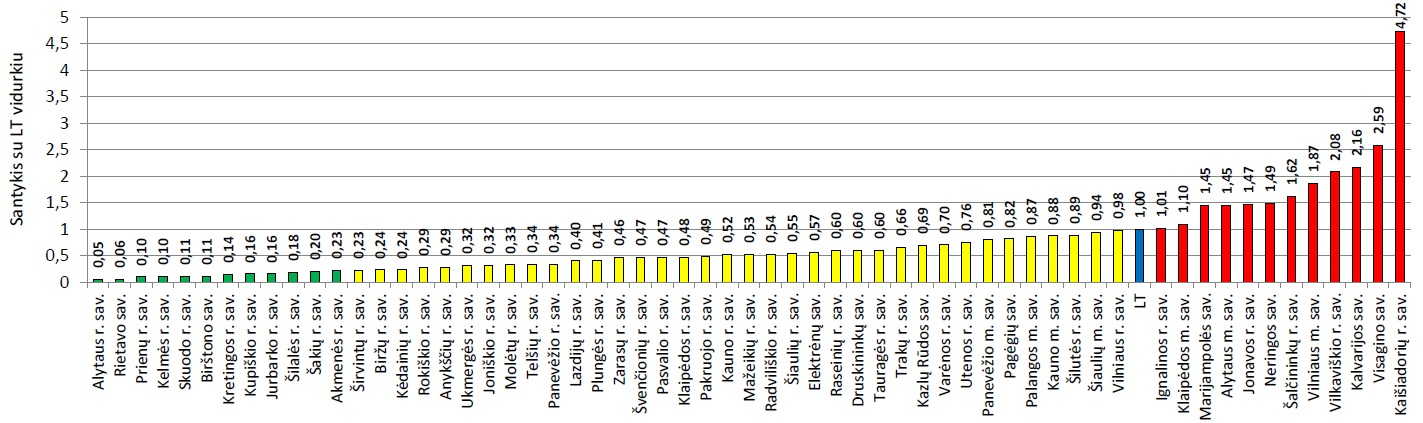 Santykis su LT vidurkiu
5
4,5
4
3,5
3
2,5
2
1,5
1
0,5
0
0,05
0,06
0,10
0,10
0,11
0,11
0,14
0,16
0,16
0,18
0,20
0,23
0,23
0,24
0,24
0,29
0,29
0,32
0,32
0,33
0,34
0,34
0,40
0,41
0,46
0,47
0,47
0,48
0,49
0,52
0,53
0,54
0,55
0,57
0,60
0,60
0,60
0,66
0,69
0,70
0,76
0,81
0,82
0,87
0,88
0,89
0,94
0,98
1,00
1,01
1,10
1,45
1,45
1,47
1,49
1,62
1,87
2,08
2,16
2,59
4,72
Alytaus r. sav.
Rietavo sav.
Prienų r. sav.
Kelmės r. sav.
Skuodo r. sav.
Birštono sav.
Kretingos r. sav.
Kupiškio r. sav.
Jurbarko r. sav.
Šilalės r. sav.
Šakių r. sav.
Akmenės r. sav.
Širvintų r. sav.
Biržų r. sav.
Kėdainių r. sav.
Rokiškio r. sav.
Anykščių r. sav.
Ukmergės r. sav.
Joniškio r. sav.
Molėtų r. sav.
Telšių r. sav.
Panevėžio r. sav.
Lazdijų r. sav.
Plungės r. sav.
Zarasų r. sav.
Švenčionių r. sav.
Pasvalio r. sav.
Klaipėdos r. sav.
Pakruojo r. sav.
Kauno r. sav.
Mažeikių r. sav.
Radviliškio r. sav.
Šiaulių r. sav.
Elektrėnų sav.
Raseinių r. sav.
Druskininkų sav.
Tauragės r. sav.
Trakų r. sav.
Kazlų Rūdos sav.
Varėnos r. sav.
Utenos r. sav.
Panevėžio m. sav.
Pagėgių sav.
Palangos m. sav.
Kauno m. sav.
Šilutės r. sav.
Šiaulių m. sav.
Vilniaus r. sav.
LT
Ignalinos r. sav.
Klaipėdos m. sav.
Marijampolės sav.
Alytaus m. sav.
Jonavos r. sav.
Neringos sav.
Šalčininkų r. sav.
Vilniaus m. sav.
Vilkaviškio r. sav.
Kalvarijos sav.
Visagino sav.
Kaišiadorių r. sav.